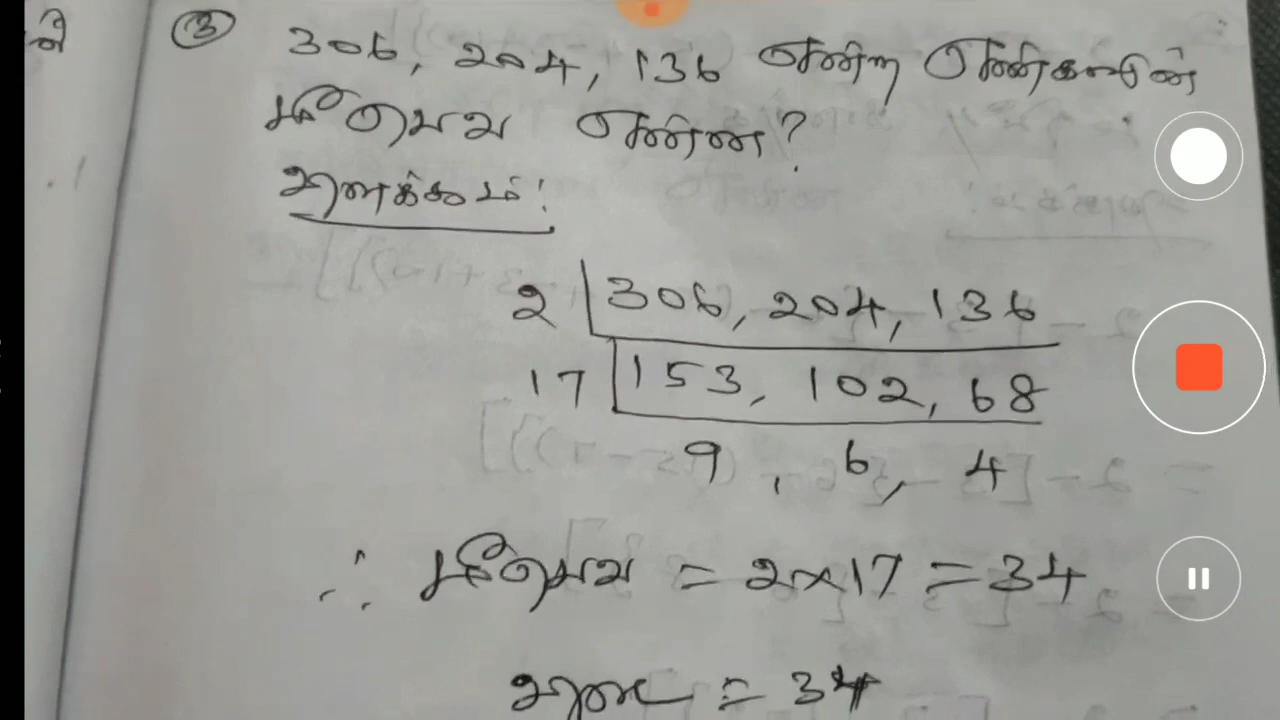 ③ 306, 204, 136 என்ற எண்களின்
மீபெவ என்ன?
விளக்கம்:
2 | 306, 204, 136
17 | 153, 102, 68
9, 6, 4
∴ மீபெவ = 2×17 = 34
விடை = 34